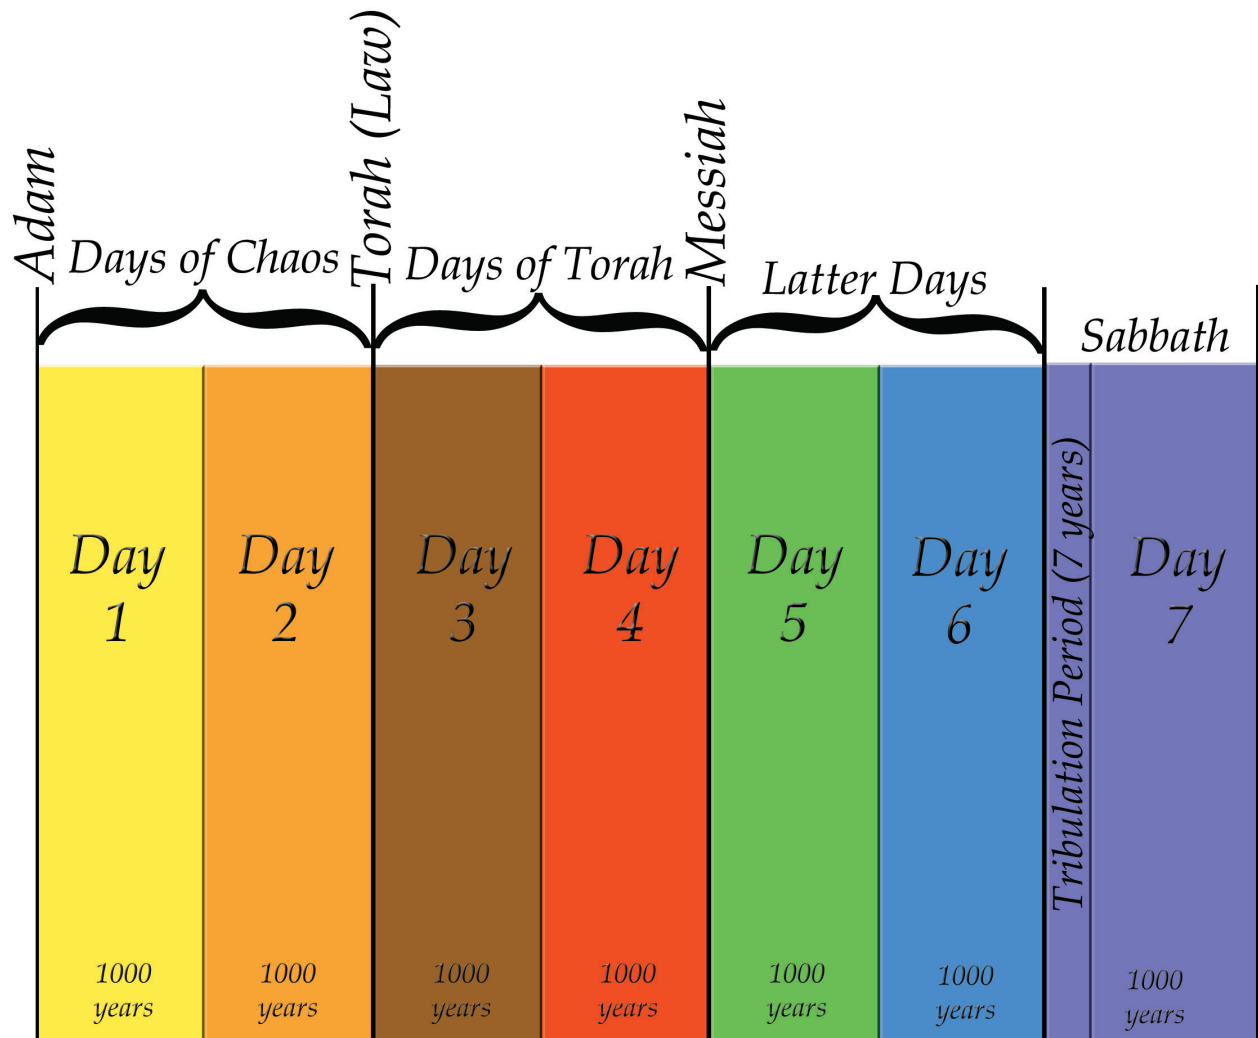 Adam
Torah (Law)
Messiah
Days of Chaos
Days of Torah
Latter Days
Sabbath
Day
1
Day
2
Day
3
Day
4
Day
5
Day
6
Tribulation Period (7 years)
Day
7
1000
years
1000
years
1000
years
1000
years
1000
years
1000
years
1000
years